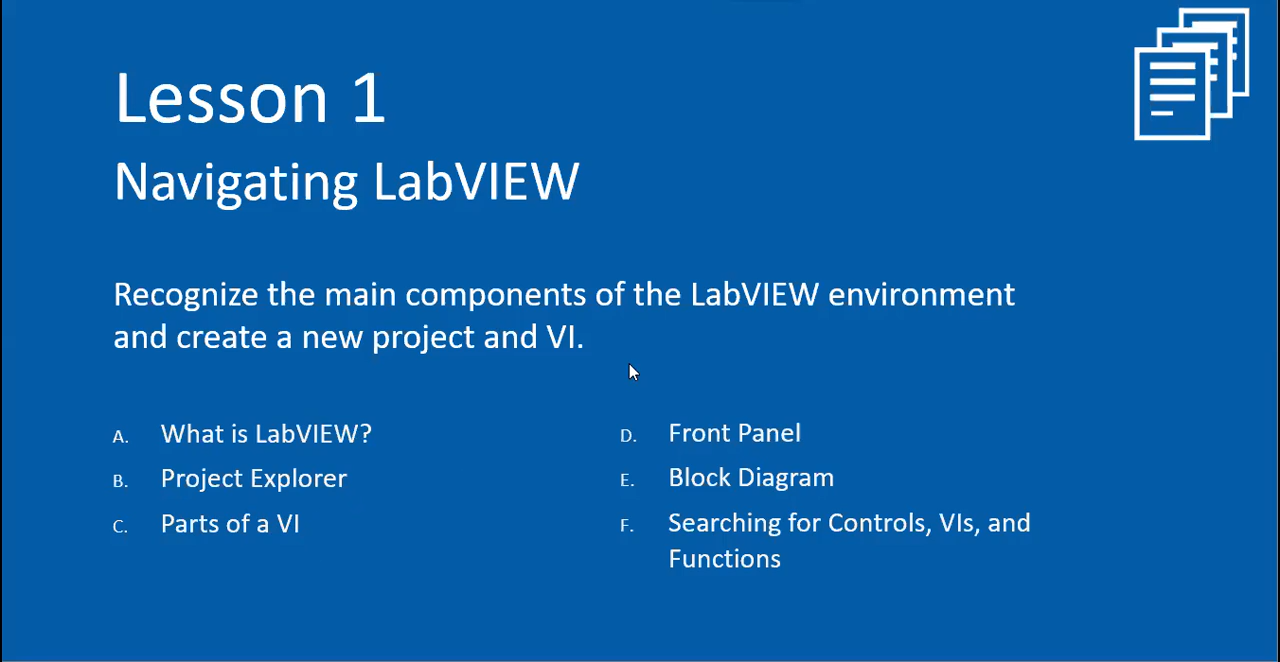 Lesson 1
Navigating LabVIEW
Recognize the main components of the LabVIEW environment
and create a new project and VI.
A. What is LabVIEW?
B. Project Explorer
C. Parts of a VI
D. Front Panel
E. Block Diagram
F. Searching for Controls, VIs, and
Functions